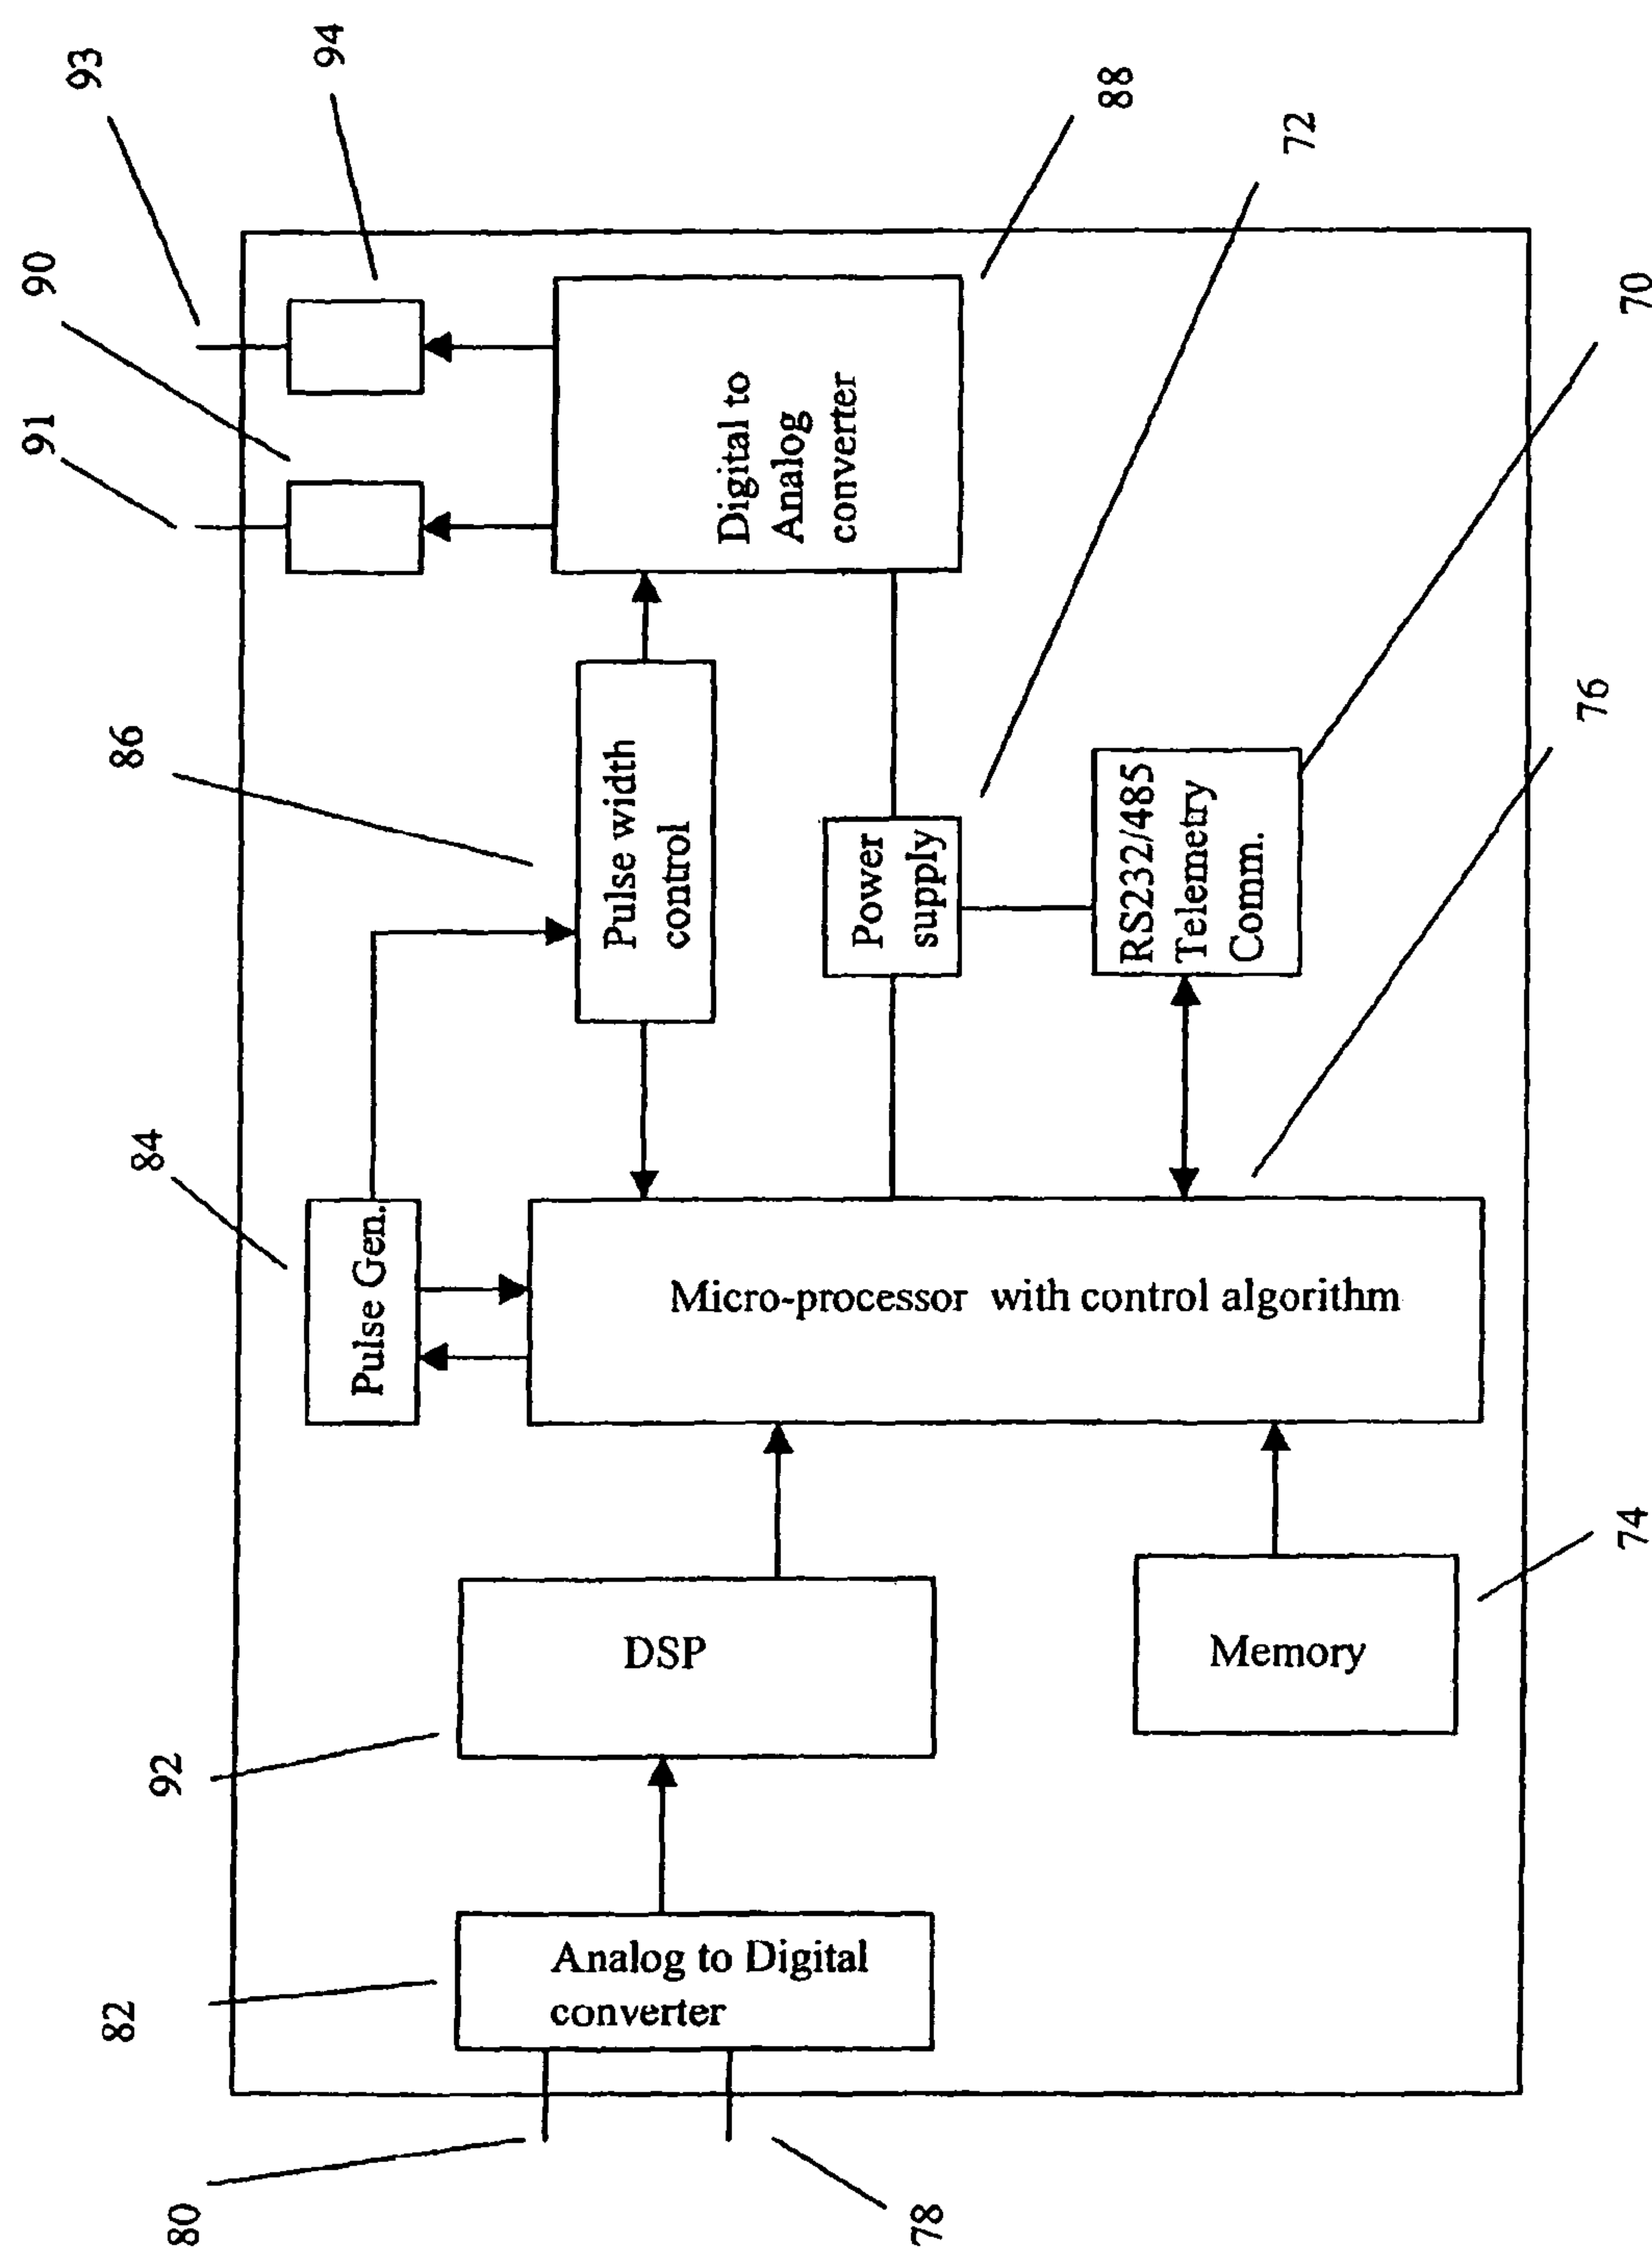 93
94
90
91
88
72
Digital to
Analog
converter
86
70
76
Pulse width
control
Power
supply
RS232/485
Telemetry
Comm.
84
Pulse Gen.
Micro-processor with control algorithm
92
DSP
Memory
74
82
Analog to Digital
converter
80
78